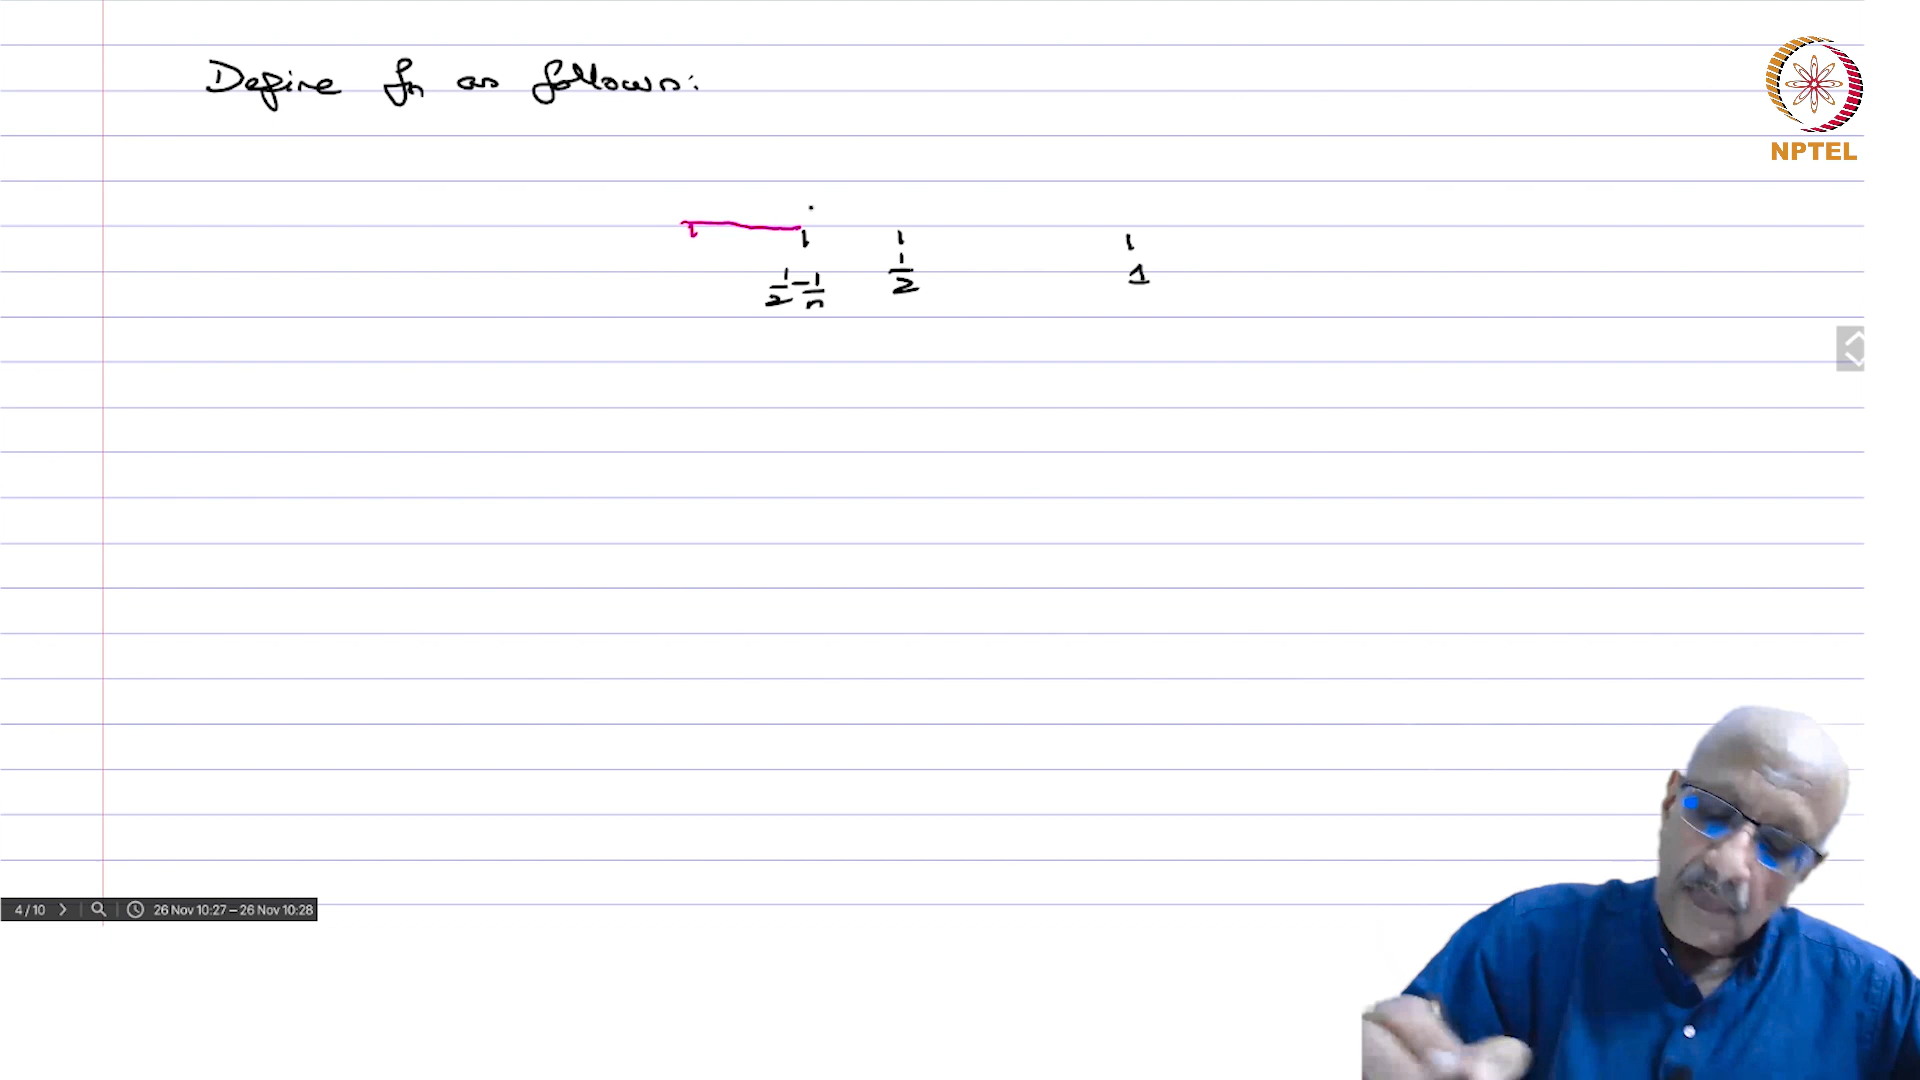 Define fn as follows:
NPTEL
1/2 - 1/n 1/2 1
4 / 10 26 Nov 10:27 – 26 Nov 10:28